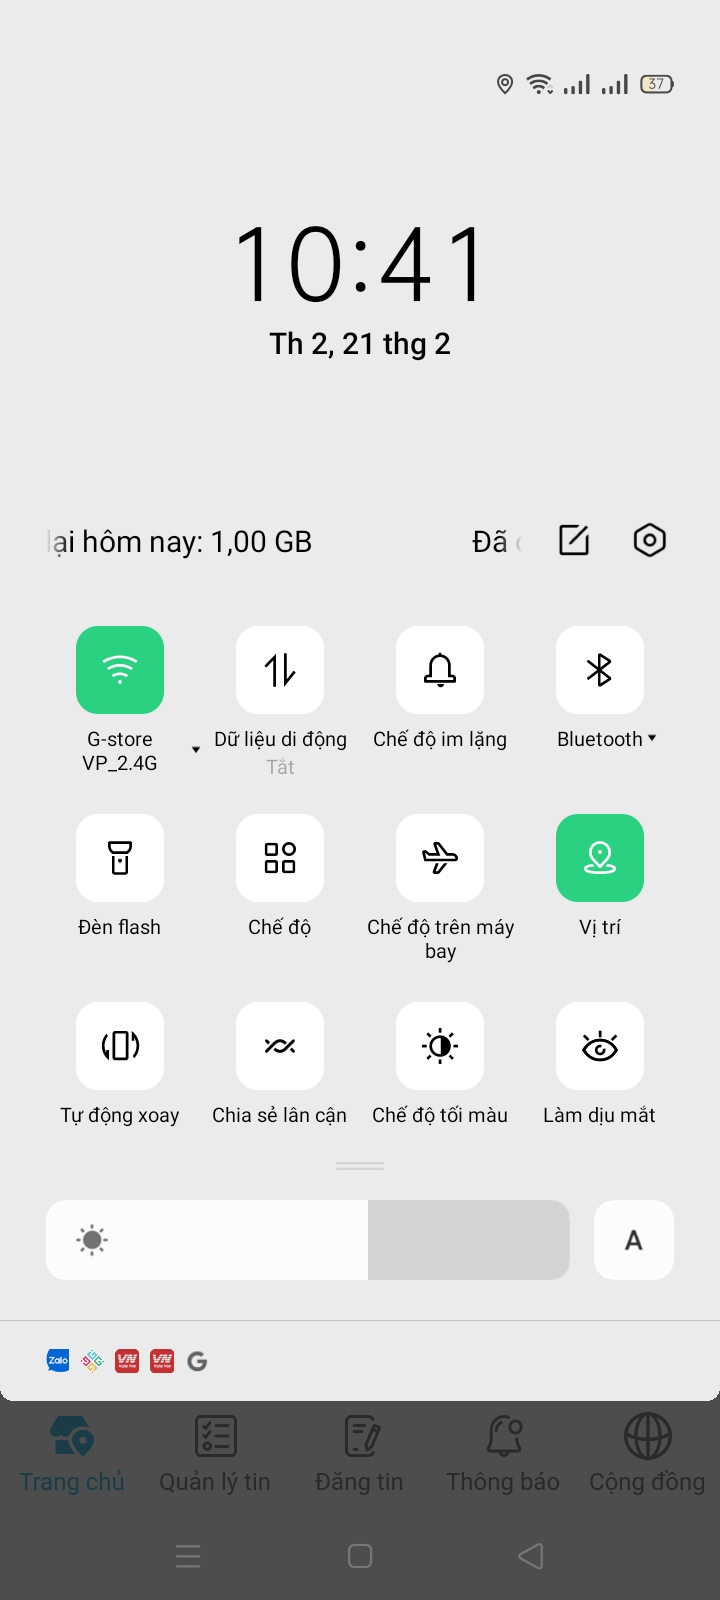 37
10:41
Th 2, 21 thg 2
lại hôm nay: 1,00 GB Đã
G-store
VP_2.4G
Dữ liệu di động
Tắt
Chế độ im lặng
Bluetooth
Đèn flash
Chế độ
Chế độ trên máy
bay
Vị trí
Tự động xoay
Chia sẻ lân cận
Chế độ tối màu
Làm dịu mắt
A
Zalo
VN
VN
G
Trang chủ
Quản lý tin
Đăng tin
Thông báo
Cộng đồng